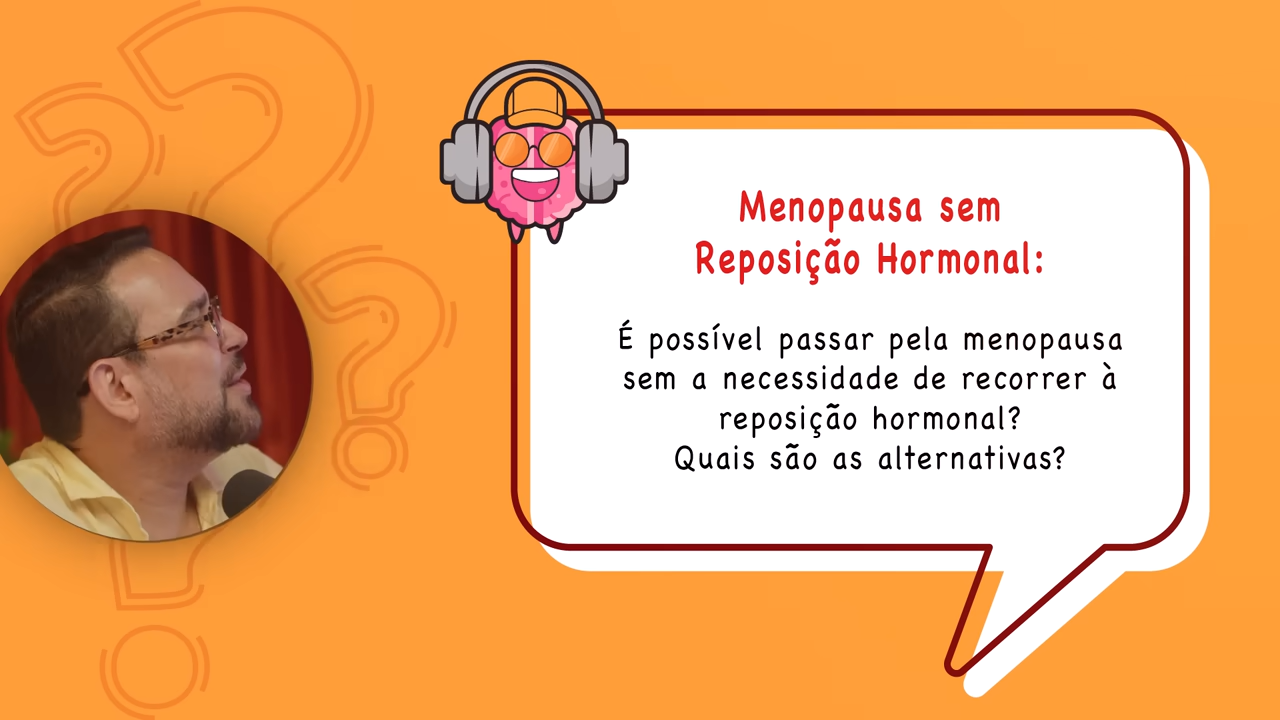 Menopausa sem
Reposição Hormonal:
É possível passar pela menopausa
sem a necessidade de recorrer à
reposição hormonal?
Quais são as alternativas?